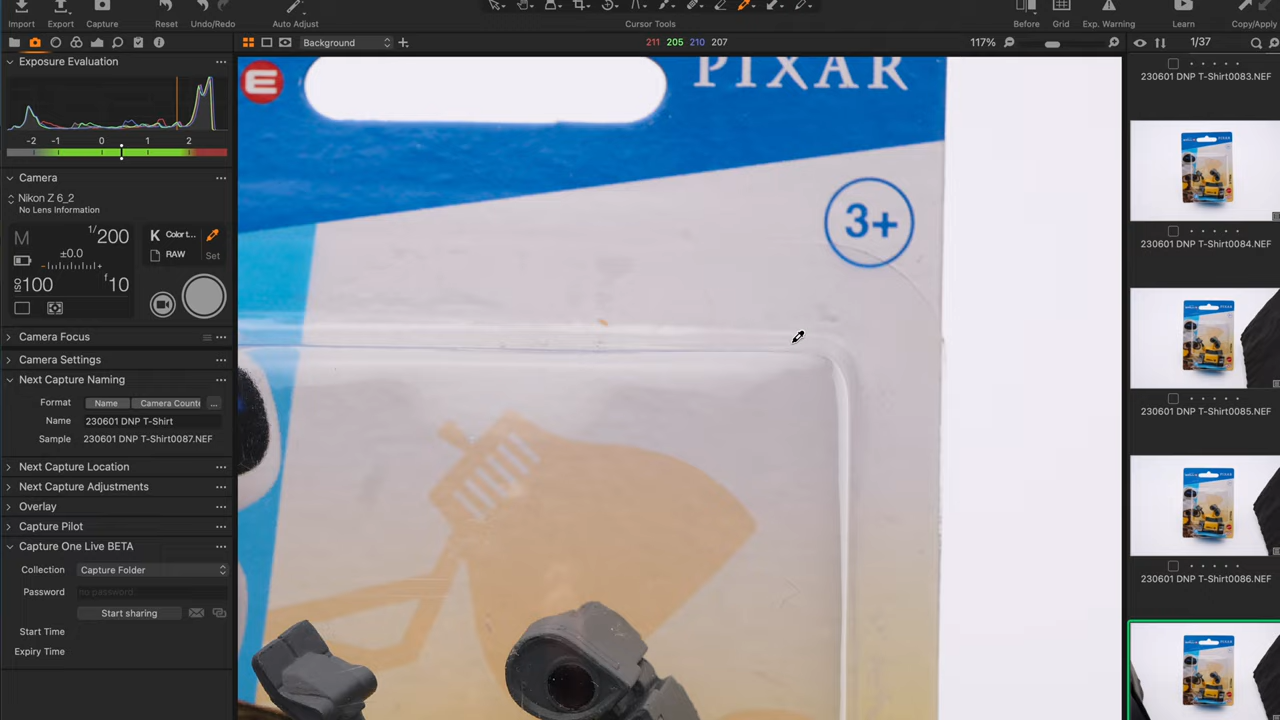 Import Export Capture Reset Undo/Redo Auto Adjust Cursor Tools Before Grid Exp. Warning Learn Copy/Apply
Background 211 205 210 207 117% 1/37
Exposure Evaluation
-2 -1 0 1 2
Camera
Nikon Z 6_2
No Lens Information
M 1/200
±0.0
ISO 100 f 10
K Color t...
RAW Set
Camera Focus
Camera Settings
Next Capture Naming
Format Name Camera Count ...
Name 230601 DNP T-Shirt
Sample 230601 DNP T-Shirt0087.NEF
Next Capture Location
Next Capture Adjustments
Overlay
Capture Pilot
Capture One Live BETA
Collection Capture Folder
Password no password
Start sharing
Start Time
Expiry Time
E
PIXAR
3+
230601 DNP T-Shirt0083.NEF
230601 DNP T-Shirt0084.NEF
230601 DNP T-Shirt0085.NEF
230601 DNP T-Shirt0086.NEF